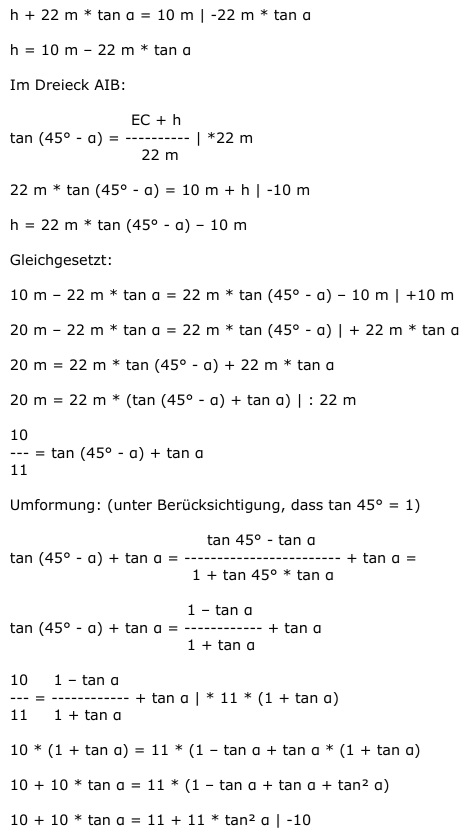 h + 22 m * tan ɑ = 10 m | -22 m * tan ɑ
h = 10 m – 22 m * tan ɑ
Im Dreieck AIB:
EC + h
tan (45° - ɑ) = ---------- | *22 m
22 m
22 m * tan (45° - ɑ) = 10 m + h | -10 m
h = 22 m * tan (45° - ɑ) – 10 m
Gleichgesetzt:
10 m – 22 m * tan ɑ = 22 m * tan (45° - ɑ) – 10 m | +10 m
20 m – 22 m * tan ɑ = 22 m * tan (45° - ɑ) | + 22 m * tan ɑ
20 m = 22 m * tan (45° - ɑ) + 22 m * tan ɑ
20 m = 22 m * (tan (45° - ɑ) + tan ɑ) | : 22 m
10
--- = tan (45° - ɑ) + tan ɑ
11
Umformung: (unter Berücksichtigung, dass tan 45° = 1)
tan 45° - tan ɑ
tan (45° - ɑ) + tan ɑ = ------------------------ + tan ɑ =
1 + tan 45° * tan ɑ
1 – tan ɑ
tan (45° - ɑ) + tan ɑ = ------------ + tan ɑ
1 + tan ɑ
10 1 – tan ɑ
--- = ------------ + tan ɑ | * 11 * (1 + tan ɑ)
11 1 + tan ɑ
10 * (1 + tan ɑ) = 11 * (1 – tan ɑ + tan ɑ * (1 + tan ɑ)
10 + 10 * tan ɑ = 11 * (1 – tan ɑ + tan ɑ + tan² ɑ)
10 + 10 * tan ɑ = 11 + 11 * tan² ɑ | -10